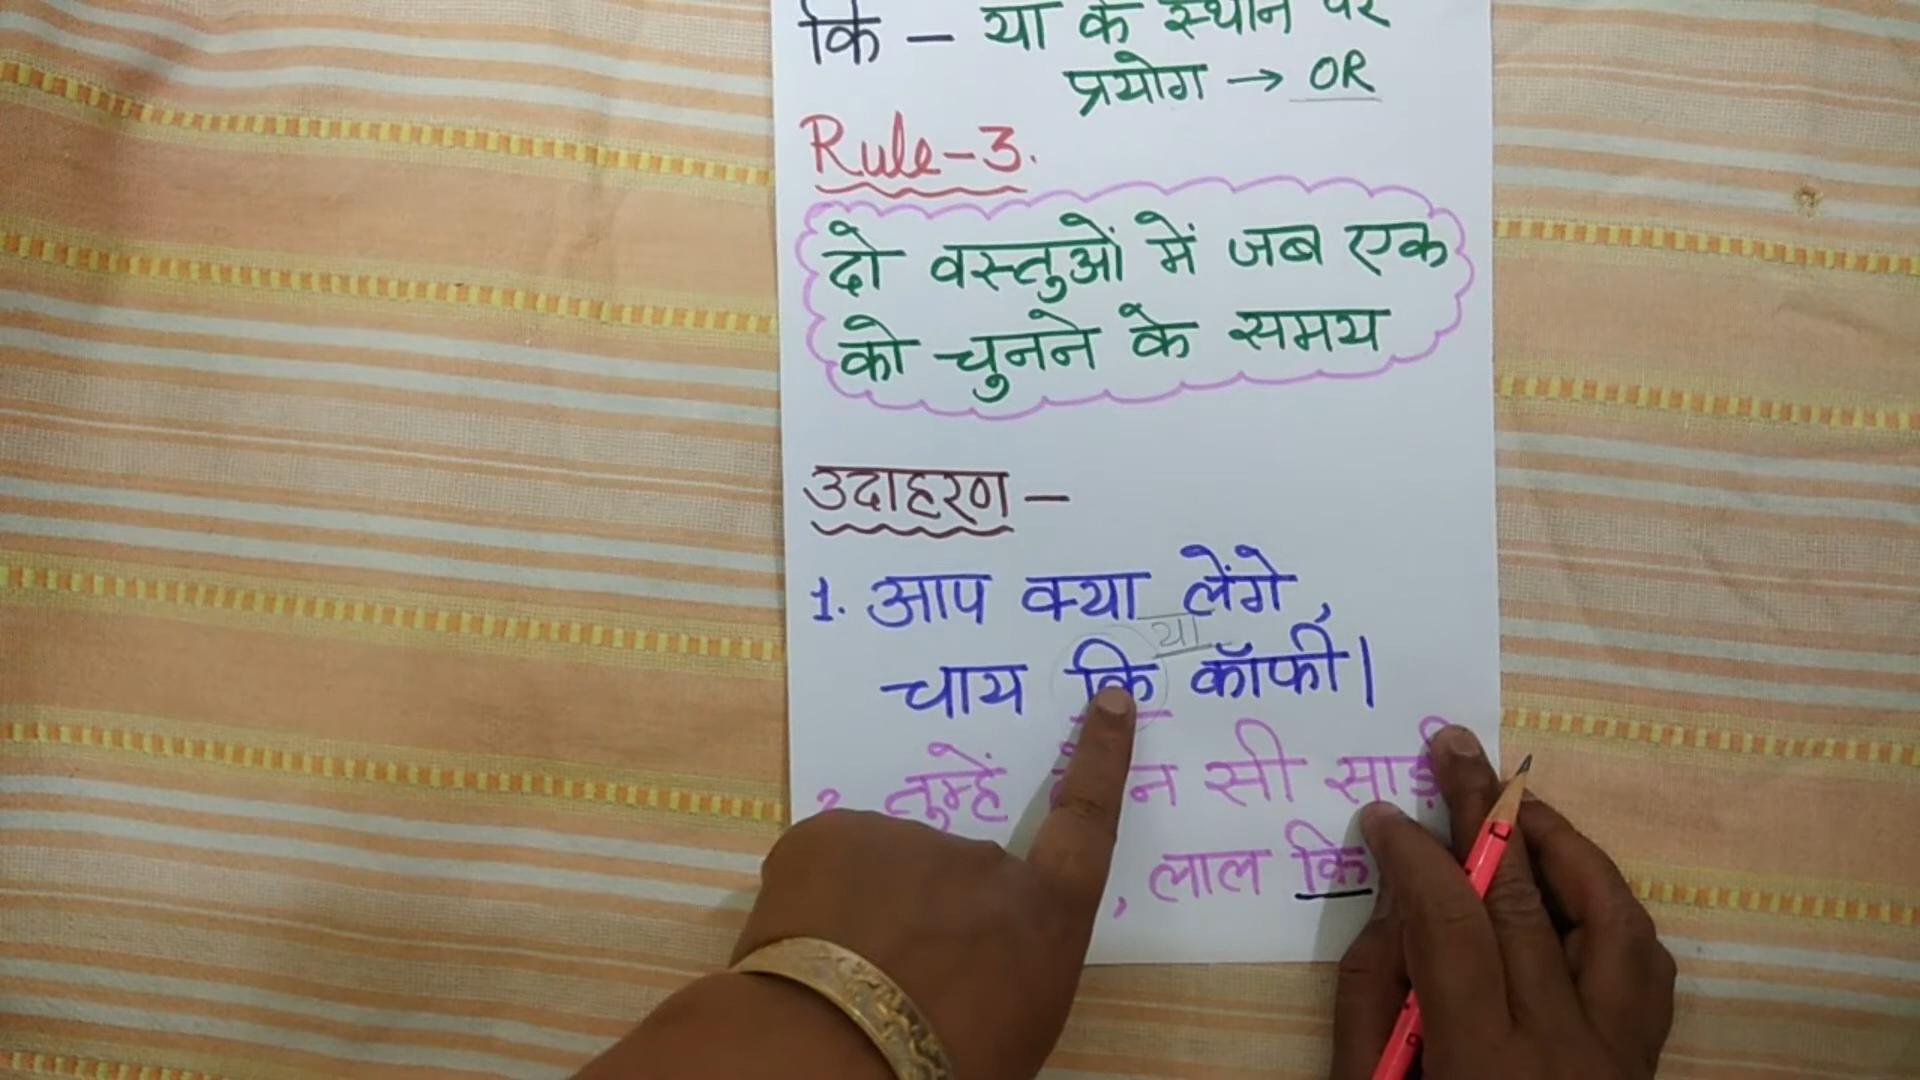 कि – या के स्थान पर
प्रयोग → OR
Rule-3.
दो वस्तुओं में जब एक
को चुनने के समय
उदाहरण –
1. आप क्या लेंगे,
या
चाय कि कॉफी।
तुम्हें सी
, लाल कि